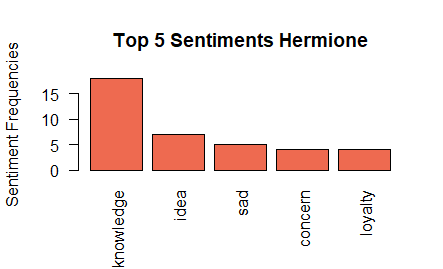 Top 5 Sentiments Hermione
Sentiment Frequencies
15
10
5
0
knowledge
idea
sad
concern
loyalty